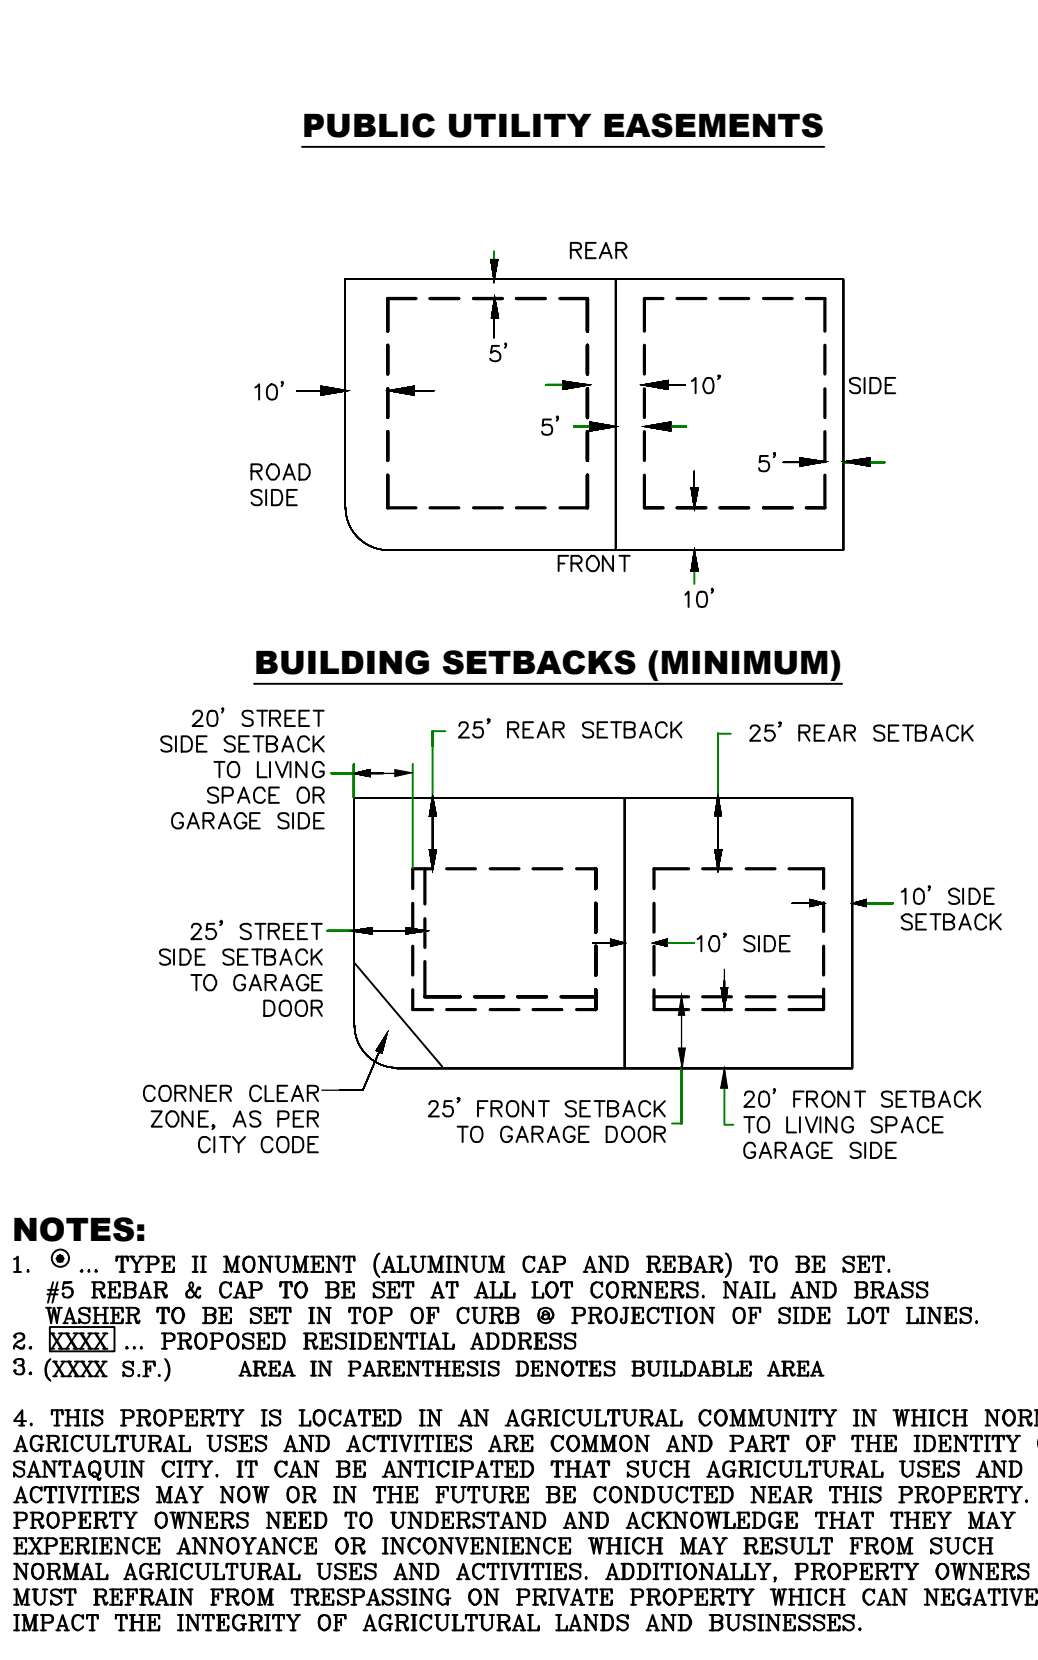 PUBLIC UTILITY EASEMENTS
REAR
5'
10'
10'
SIDE
5'
5'
ROAD
SIDE
FRONT
10'
BUILDING SETBACKS (MINIMUM)
20' STREET
SIDE SETBACK
TO LIVING
SPACE OR
GARAGE SIDE
25' REAR SETBACK
25' REAR SETBACK
10' SIDE
SETBACK
25' STREET
SIDE SETBACK
TO GARAGE
DOOR
10' SIDE
CORNER CLEAR
ZONE, AS PER
CITY CODE
25' FRONT SETBACK
TO GARAGE DOOR
20' FRONT SETBACK
TO LIVING SPACE
GARAGE SIDE
NOTES:
1. ... TYPE II MONUMENT (ALUMINUM CAP AND REBAR) TO BE SET.
#5 REBAR & CAP TO BE SET AT ALL LOT CORNERS. NAIL AND BRASS
WASHER TO BE SET IN TOP OF CURB @ PROJECTION OF SIDE LOT LINES.
2. XXXX ... PROPOSED RESIDENTIAL ADDRESS
3. (XXXX S.F.) AREA IN PARENTHESIS DENOTES BUILDABLE AREA
4. THIS PROPERTY IS LOCATED IN AN AGRICULTURAL COMMUNITY IN WHICH
AGRICULTURAL USES AND ACTIVITIES ARE COMMON AND PART OF THE IDENTITY
SANTAQUIN CITY. IT CAN BE ANTICIPATED THAT SUCH AGRICULTURAL USES AND
ACTIVITIES MAY NOW OR IN THE FUTURE BE CONDUCTED NEAR THIS PROPERTY.
PROPERTY OWNERS NEED TO UNDERSTAND AND ACKNOWLEDGE THAT THEY MAY
EXPERIENCE ANNOYANCE OR INCONVENIENCE WHICH MAY RESULT FROM SUCH
NORMAL AGRICULTURAL USES AND ACTIVITIES. ADDITIONALLY, PROPERTY OWNERS
MUST REFRAIN FROM TRESPASSING ON PRIVATE PROPERTY WHICH CAN NEGATIVE
IMPACT THE INTEGRITY OF AGRICULTURAL LANDS AND BUSINESSES.